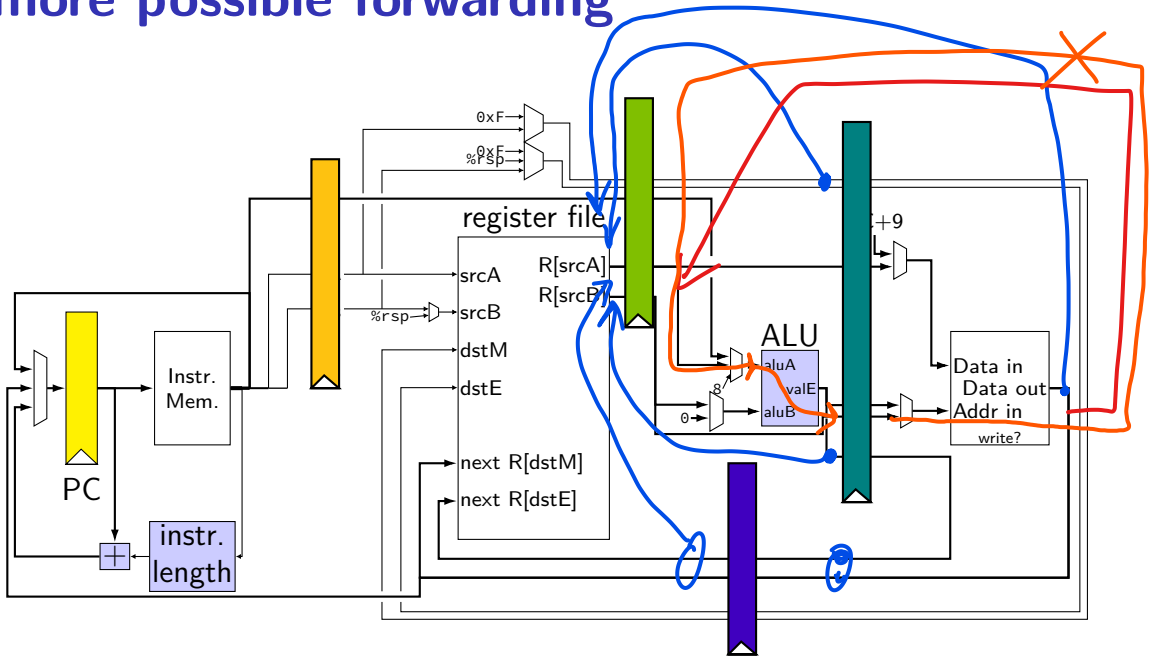 more possible forwarding
0xF
0xF
%rsp
register file
+9
srcA
R[srcA]
R[srcB]
%rsp
srcB
ALU
dstM
aluA
Instr.
Mem.
8
valE
Data in
Data out
dstE
0
aluB
Addr in
write?
next R[dstM]
PC
next R[dstE]
instr.
length
+